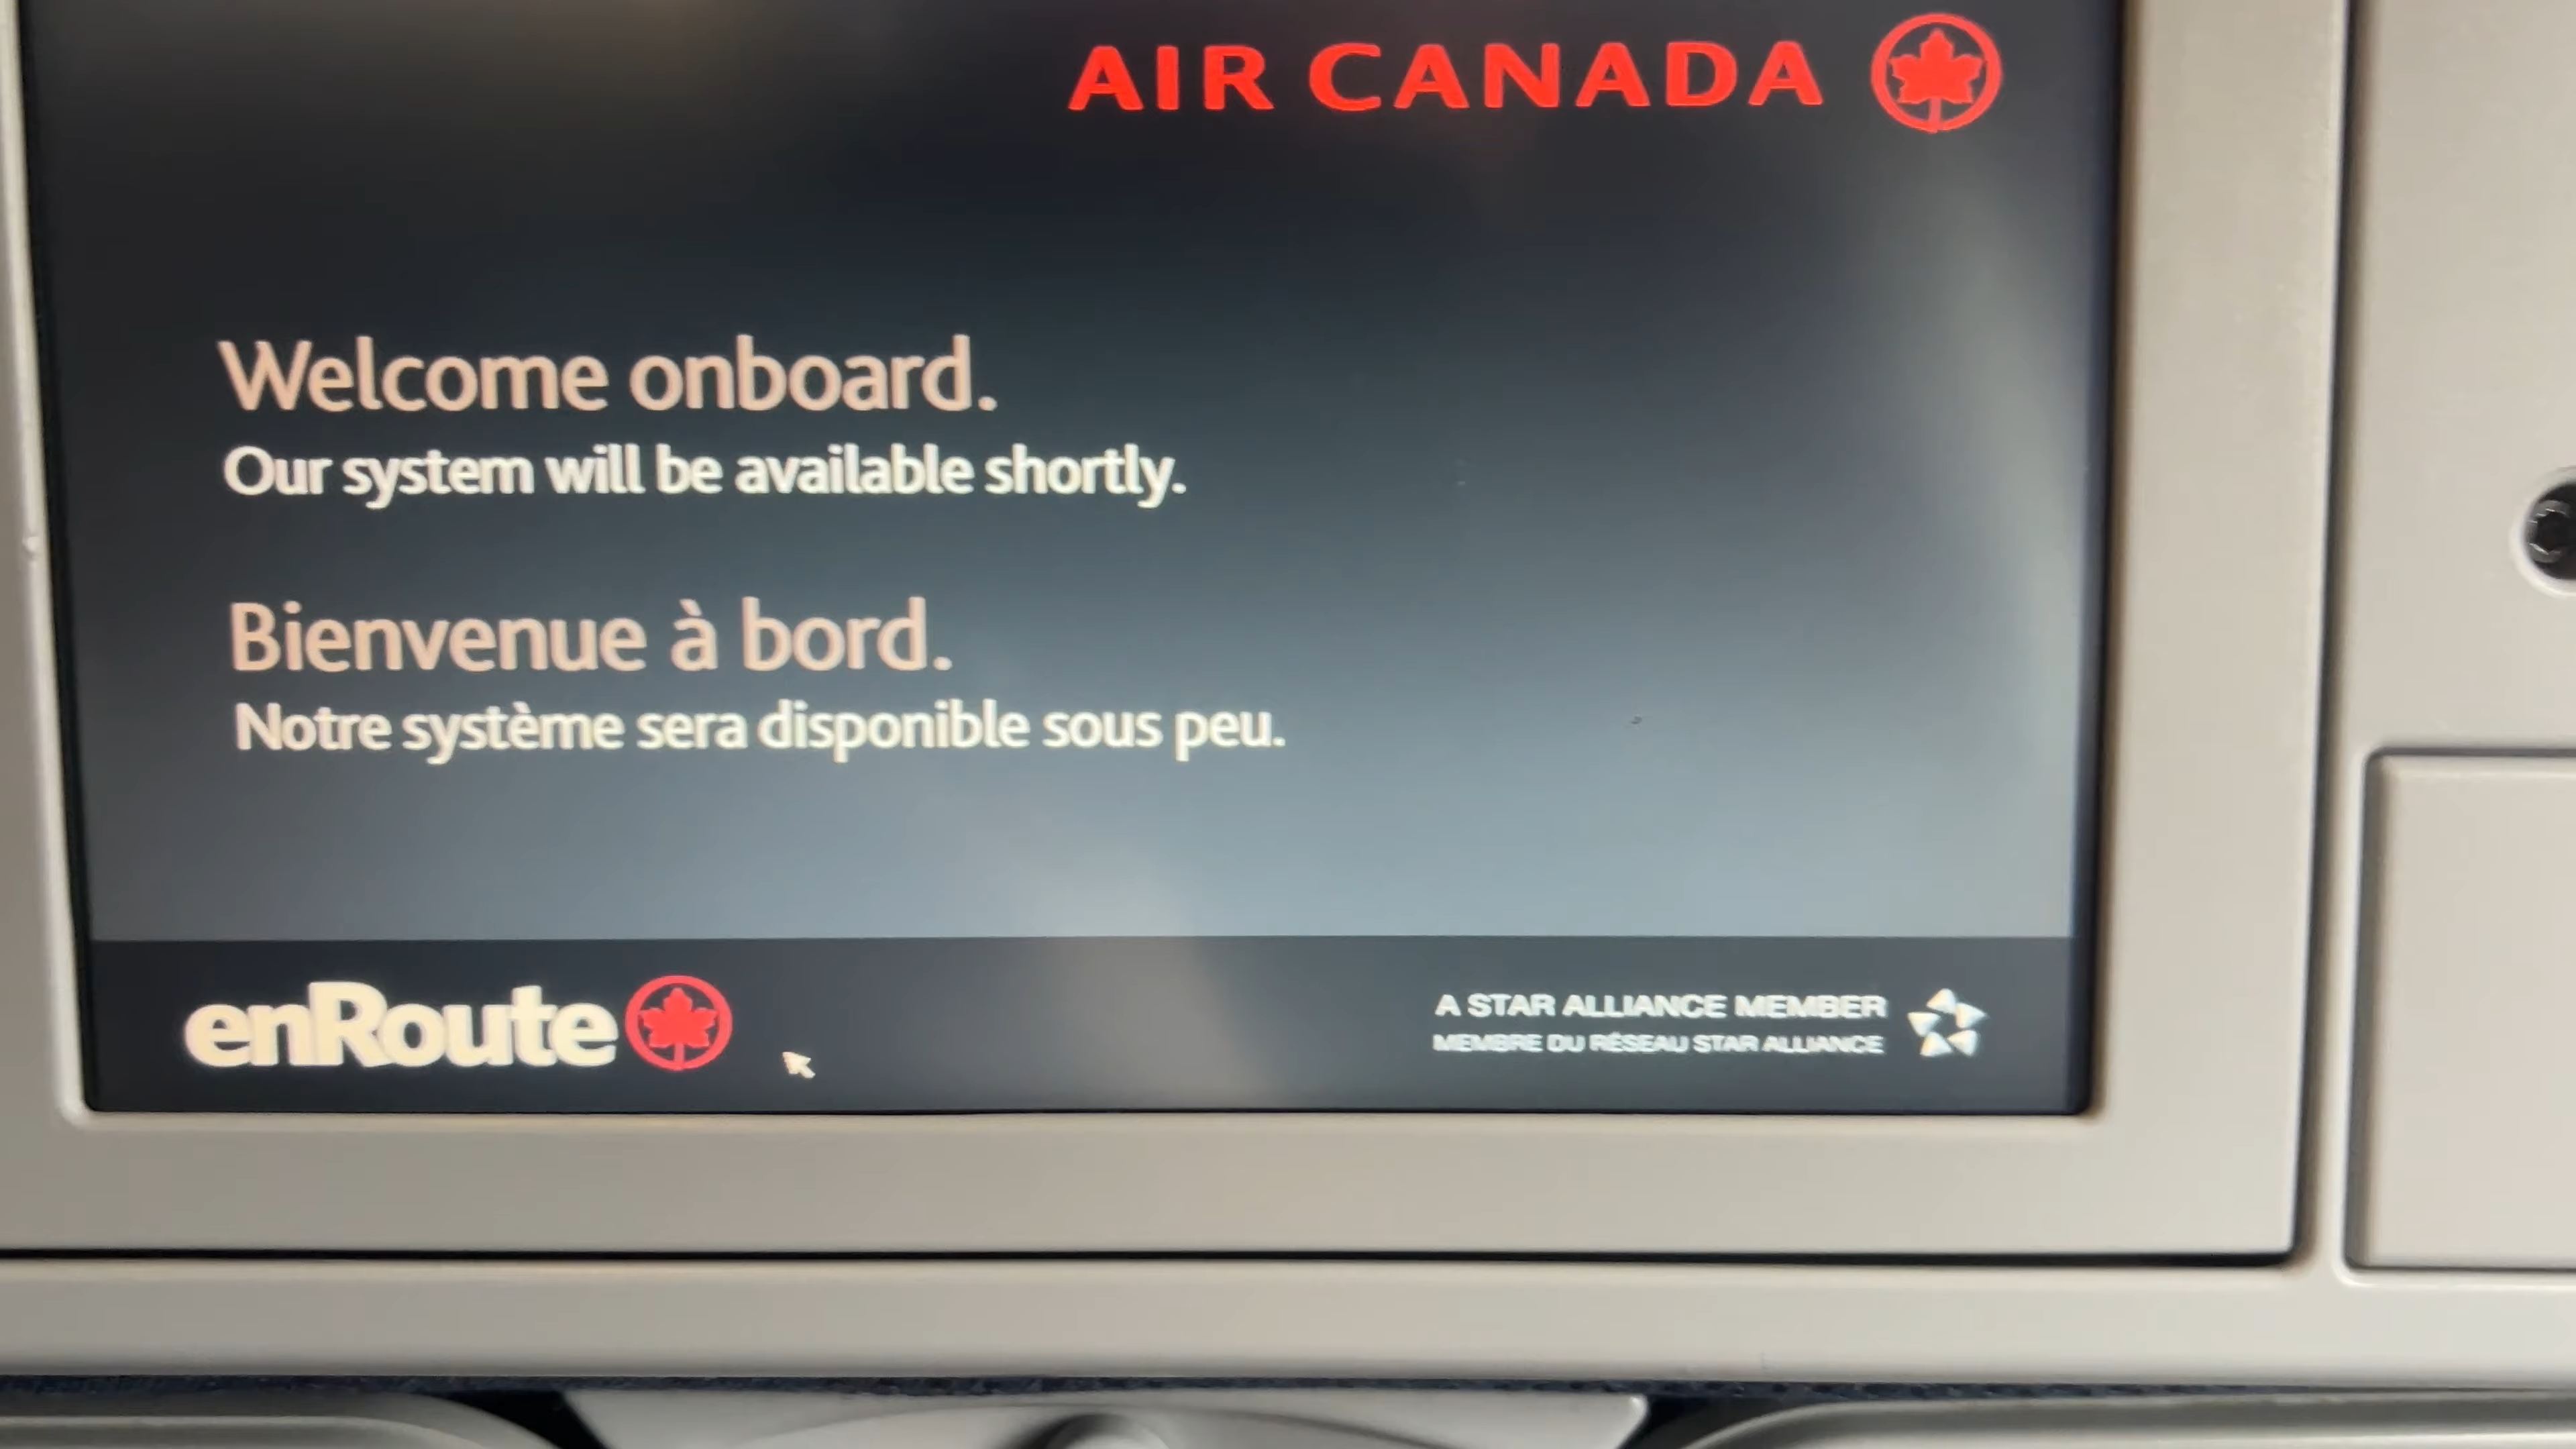 AIR CANADA
Welcome onboard.
Our system will be available shortly.
Bienvenue à bord.
Notre système sera disponible sous peu.
enRoute
A STAR ALLIANCE MEMBER
MEMBRE DU RÉSEAU STAR ALLIANCE